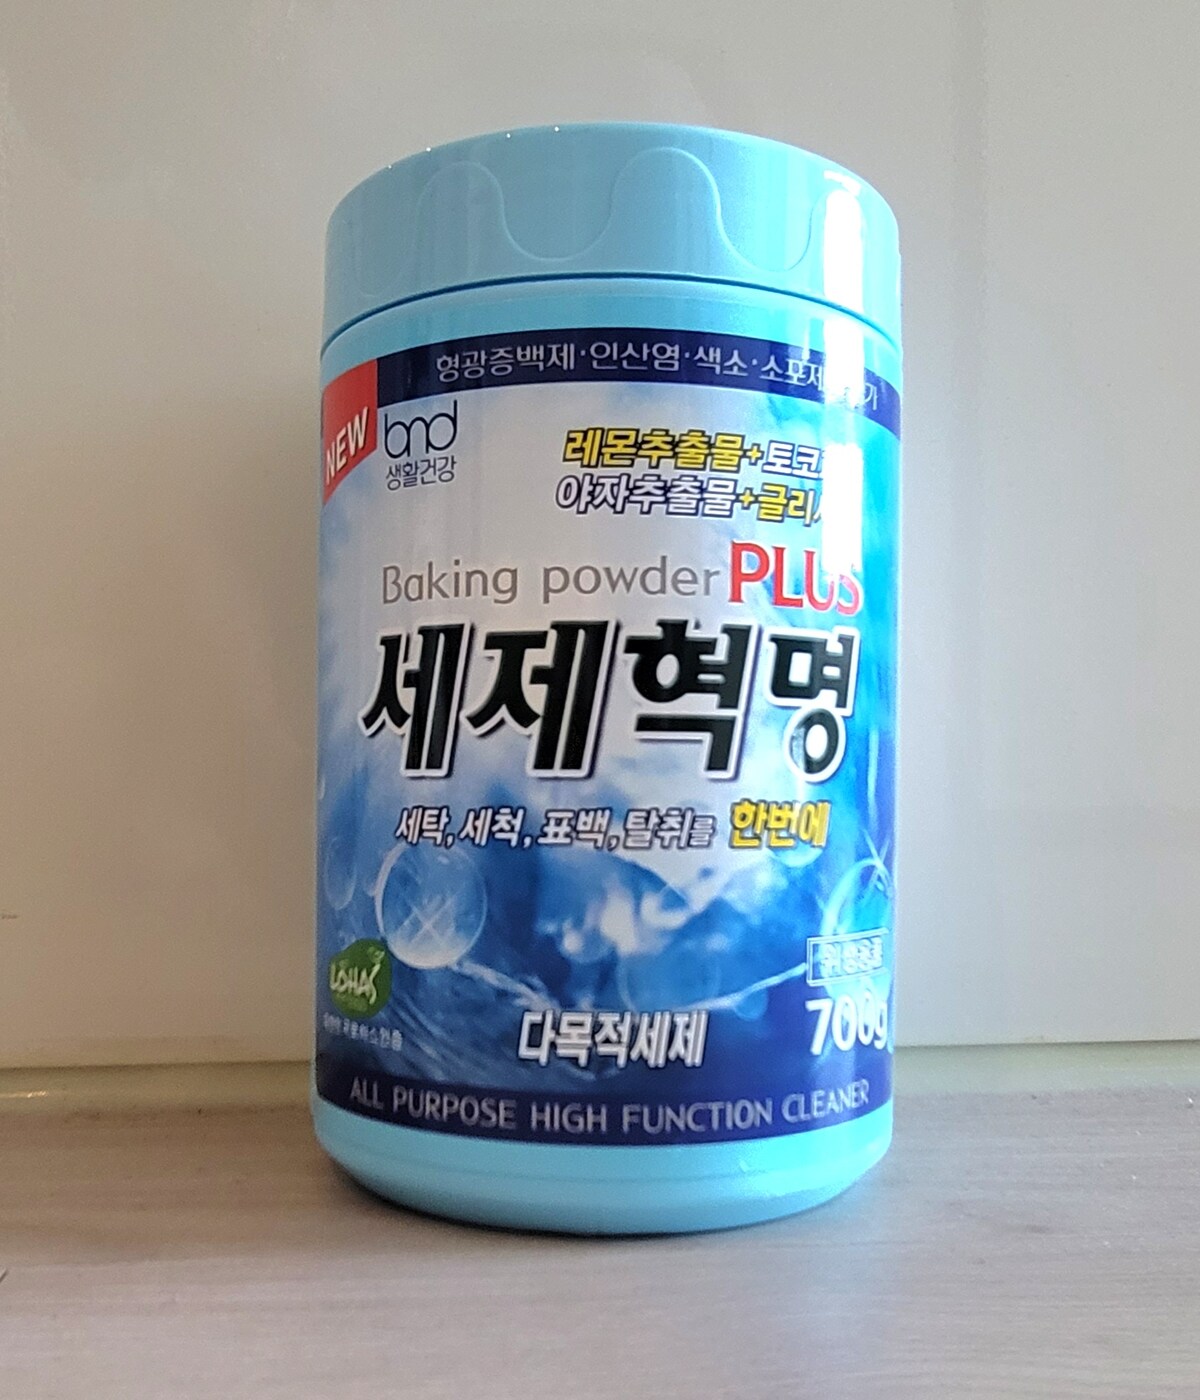 형광증백제·인산염·색소·소포제
NEW
bnd
생활건강
레몬추출물+토코
야자추출물+글리
Baking powder PLUS
세제혁명
세탁, 세척, 표백, 탈취를 한번에
LOHAS
다목적세제
700g
ALL PURPOSE HIGH FUNCTION CLEANER